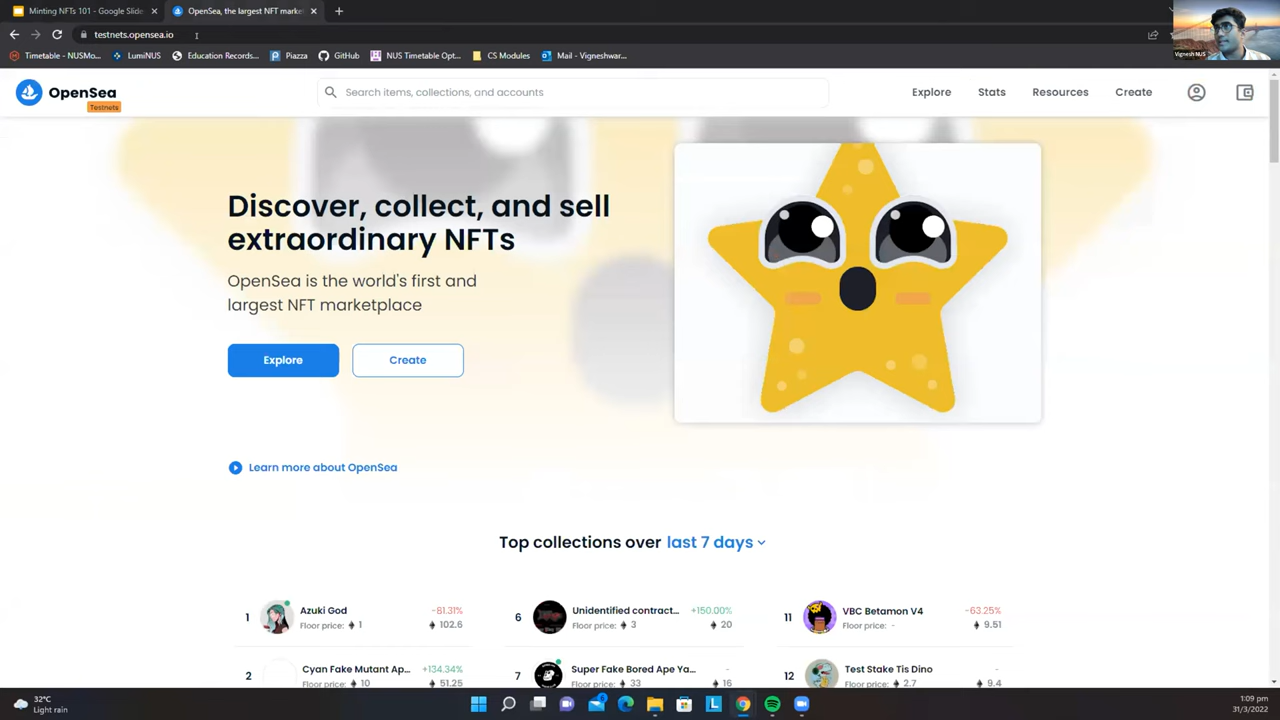 Minting NFTs 101 - Google Slide
OpenSea, the largest NFT marke
testnets.opensea.io
Timetable - NUSMo...
LumiNUS
Education Records...
Piazza
GitHub
NUS Timetable Opt...
CS Modules
Mail - Vigneshwar...
Vignesh NUS
OpenSea
Testnets
Search items, collections, and accounts
Explore
Stats
Resources
Create
Discover, collect, and sell
extraordinary NFTs
OpenSea is the world's first and
largest NFT marketplace
Explore
Create
Learn more about OpenSea
Top collections over last 7 days
1
Azuki God
-81.31%
Floor price: 1
102.6
6
Unidentified contract...
+150.00%
Floor price: 3
20
11
VBC Betamon V4
-63.25%
Floor price: -
9.51
2
Cyan Fake Mutant Ap...
+134.34%
Floor price: 10
51.25
7
Super Fake Bored Ape Ya...
-
Floor price: 33
16
12
Test Stake Tis Dino
-
Floor price: 2.7
9.4
32°C
Light rain
1:09 pm
31/3/2022